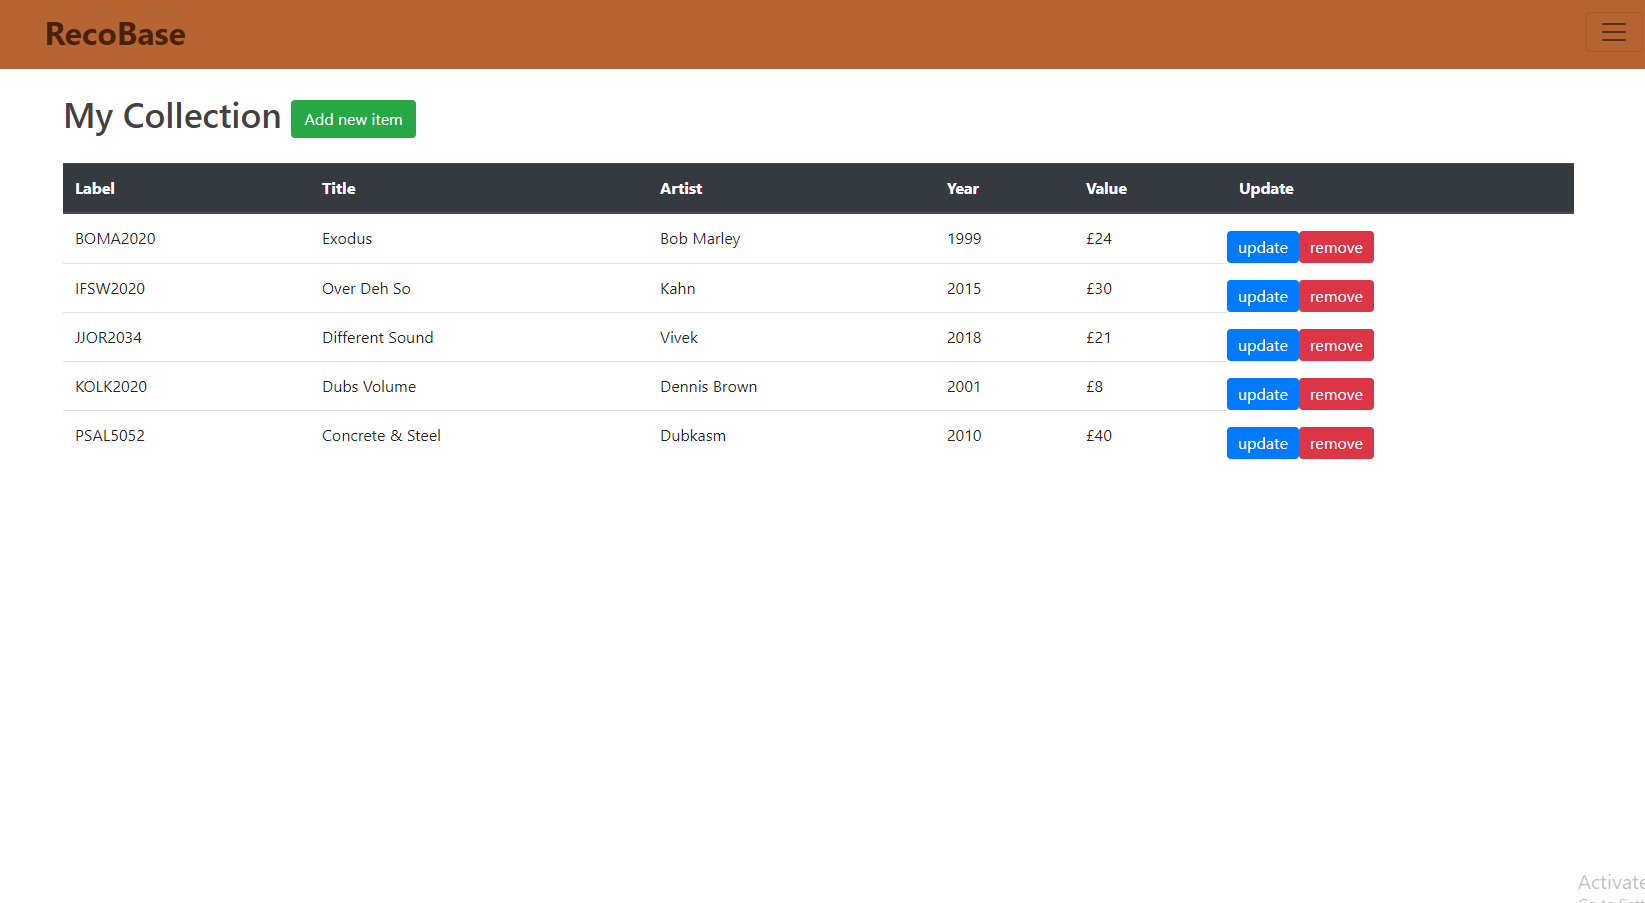 RecoBase
My Collection Add new item
Label Title Artist Year Value Update
BOMA2020 Exodus Bob Marley 1999 £24 update remove
IFSW2020 Over Deh So Kahn 2015 £30 update remove
JJOR2034 Different Sound Vivek 2018 £21 update remove
KOLK2020 Dubs Volume Dennis Brown 2001 £8 update remove
PSAL5052 Concrete & Steel Dubkasm 2010 £40 update remove
Activate